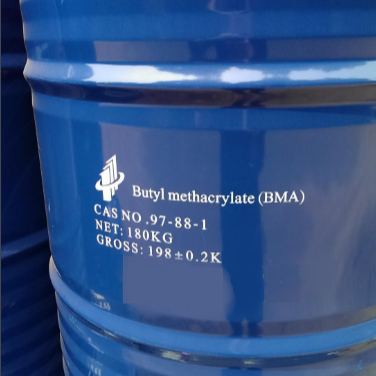 Butyl methacrylate (BMA)
CAS NO .97-88-1
NET: 180KG
GROSS: 198±0.2K